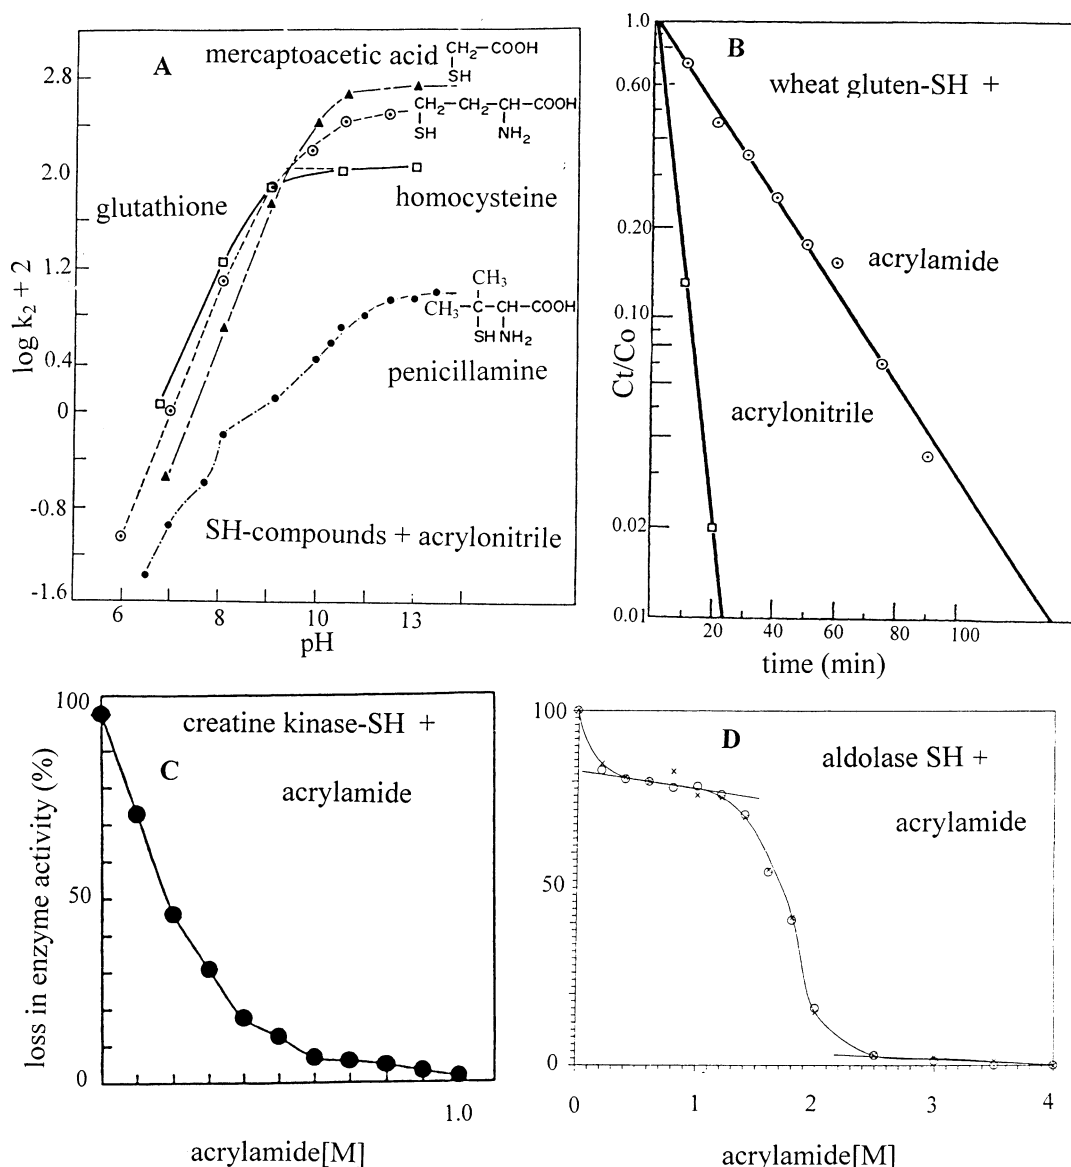 A
mercaptoacetic acid
CH2-COOH
SH
CH2-CH2-CH-COOH
SH
NH2
glutathione
homocysteine
CH3
CH3-C-CH-COOH
SH NH2
penicillamine
SH-compounds + acrylonitrile
log k2 + 2
2.8
2.0
1.2
0.4
0
-0.8
-1.6
6
8
10
13
pH
B
wheat gluten-SH +
acrylamide
acrylonitrile
Ct/Co
1.0
0.60
0.20
0.10
0.02
0.01
20
40
60
80
100
time (min)
C
creatine kinase-SH +
acrylamide
loss in enzyme activity (%)
100
50
0
1.0
acrylamide[M]
D
aldolase SH +
acrylamide
100
50
0
0
1
2
3
4
acrylamide[M]